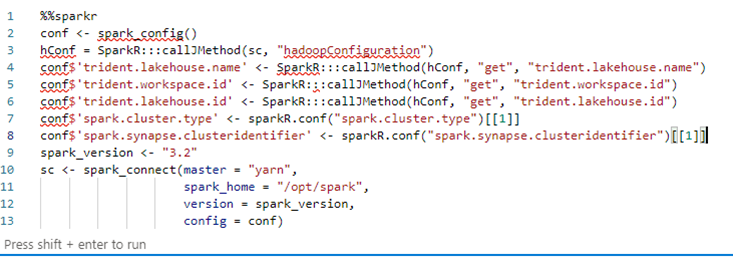 1 %%sparkr
2 conf <- spark_config()
3 hConf = SparkR:::callJMethod(sc, "hadoopConfiguration")
4 conf$'trident.lakehouse.name' <- SparkR:::callJMethod(hConf, "get", "trident.lakehouse.name")
5 conf$'trident.workspace.id' <- SparkR:::callJMethod(hConf, "get", "trident.workspace.id")
6 conf$'trident.lakehouse.id' <- SparkR:::callJMethod(hConf, "get", "trident.lakehouse.id")
7 conf$'spark.cluster.type' <- sparkR.conf("spark.cluster.type")[[1]]
8 conf$'spark.synapse.clusteridentifier' <- sparkR.conf("spark.synapse.clusteridentifier")[[1]]
9 spark_version <- "3.2"
10 sc <- spark_connect(master = "yarn",
11 spark_home = "/opt/spark",
12 version = spark_version,
13 config = conf)
Press shift + enter to run